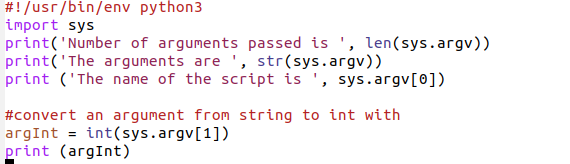 #!/usr/bin/env python3
import sys
print('Number of arguments passed is ', len(sys.argv))
print('The arguments are ', str(sys.argv))
print ('The name of the script is ', sys.argv[0])
#convert an argument from string to int with
argInt = int(sys.argv[1])
print (argInt)